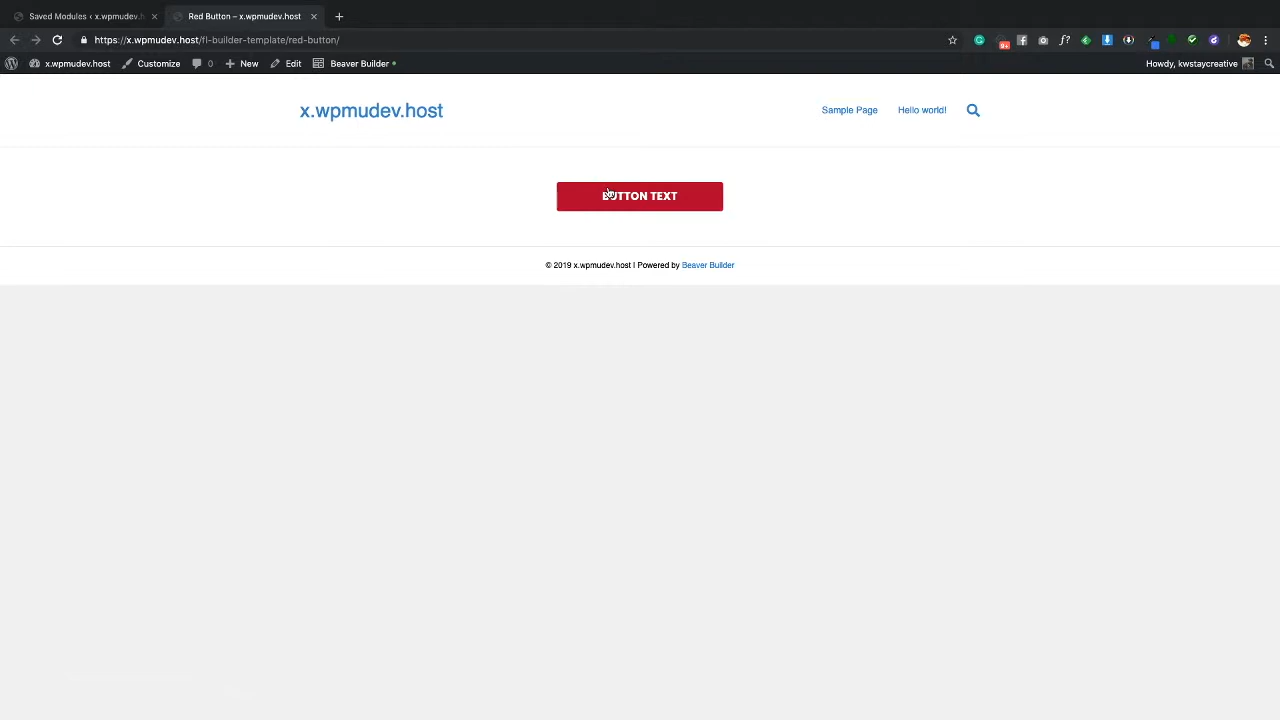 Saved Modules ‹ x.wpmudev.h
Red Button – x.wpmudev.host
https://x.wpmudev.host/fl-builder-template/red-button/
x.wpmudev.host
Customize
0
New
Edit
Beaver Builder
Howdy, kwstaycreative
x.wpmudev.host
Sample Page
Hello world!
BUTTON TEXT
© 2019 x.wpmudev.host | Powered by Beaver Builder